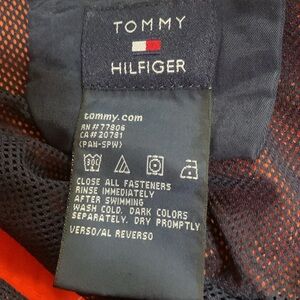 TOMMY
HILFIGER
tommy.com
RN #77806
CA# 20781
(PAN-SPW)
30C
CLOSE ALL FASTENERS
RINSE IMMEDIATELY
AFTER SWIMMING
WASH COLD. DARK COLORS
SEPARATELY. DRY PROMPTLY
VERSO/AL REVERSO